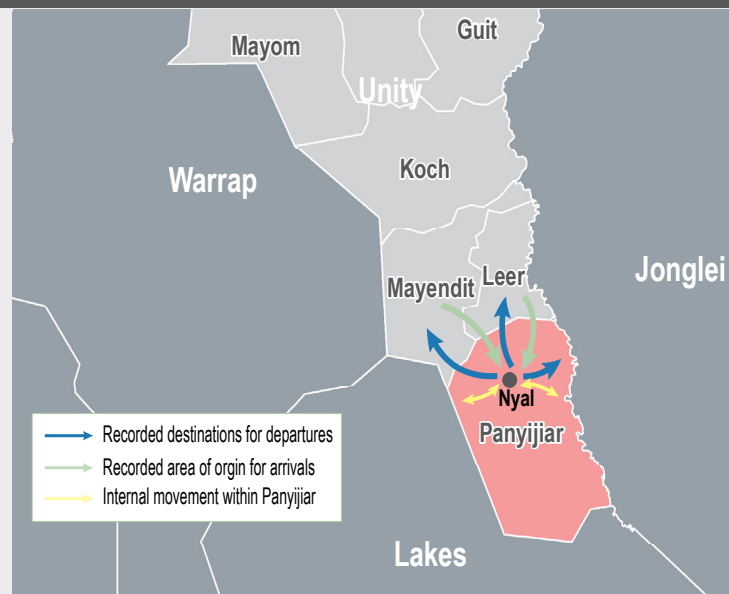 Guit
Mayom
Unity
Koch
Warrap
Leer
Jonglei
Mayendit
Nyal
Panyijiar
Recorded destinations for departures
Recorded area of orgin for arrivals
Internal movement within Panyijiar
Lakes